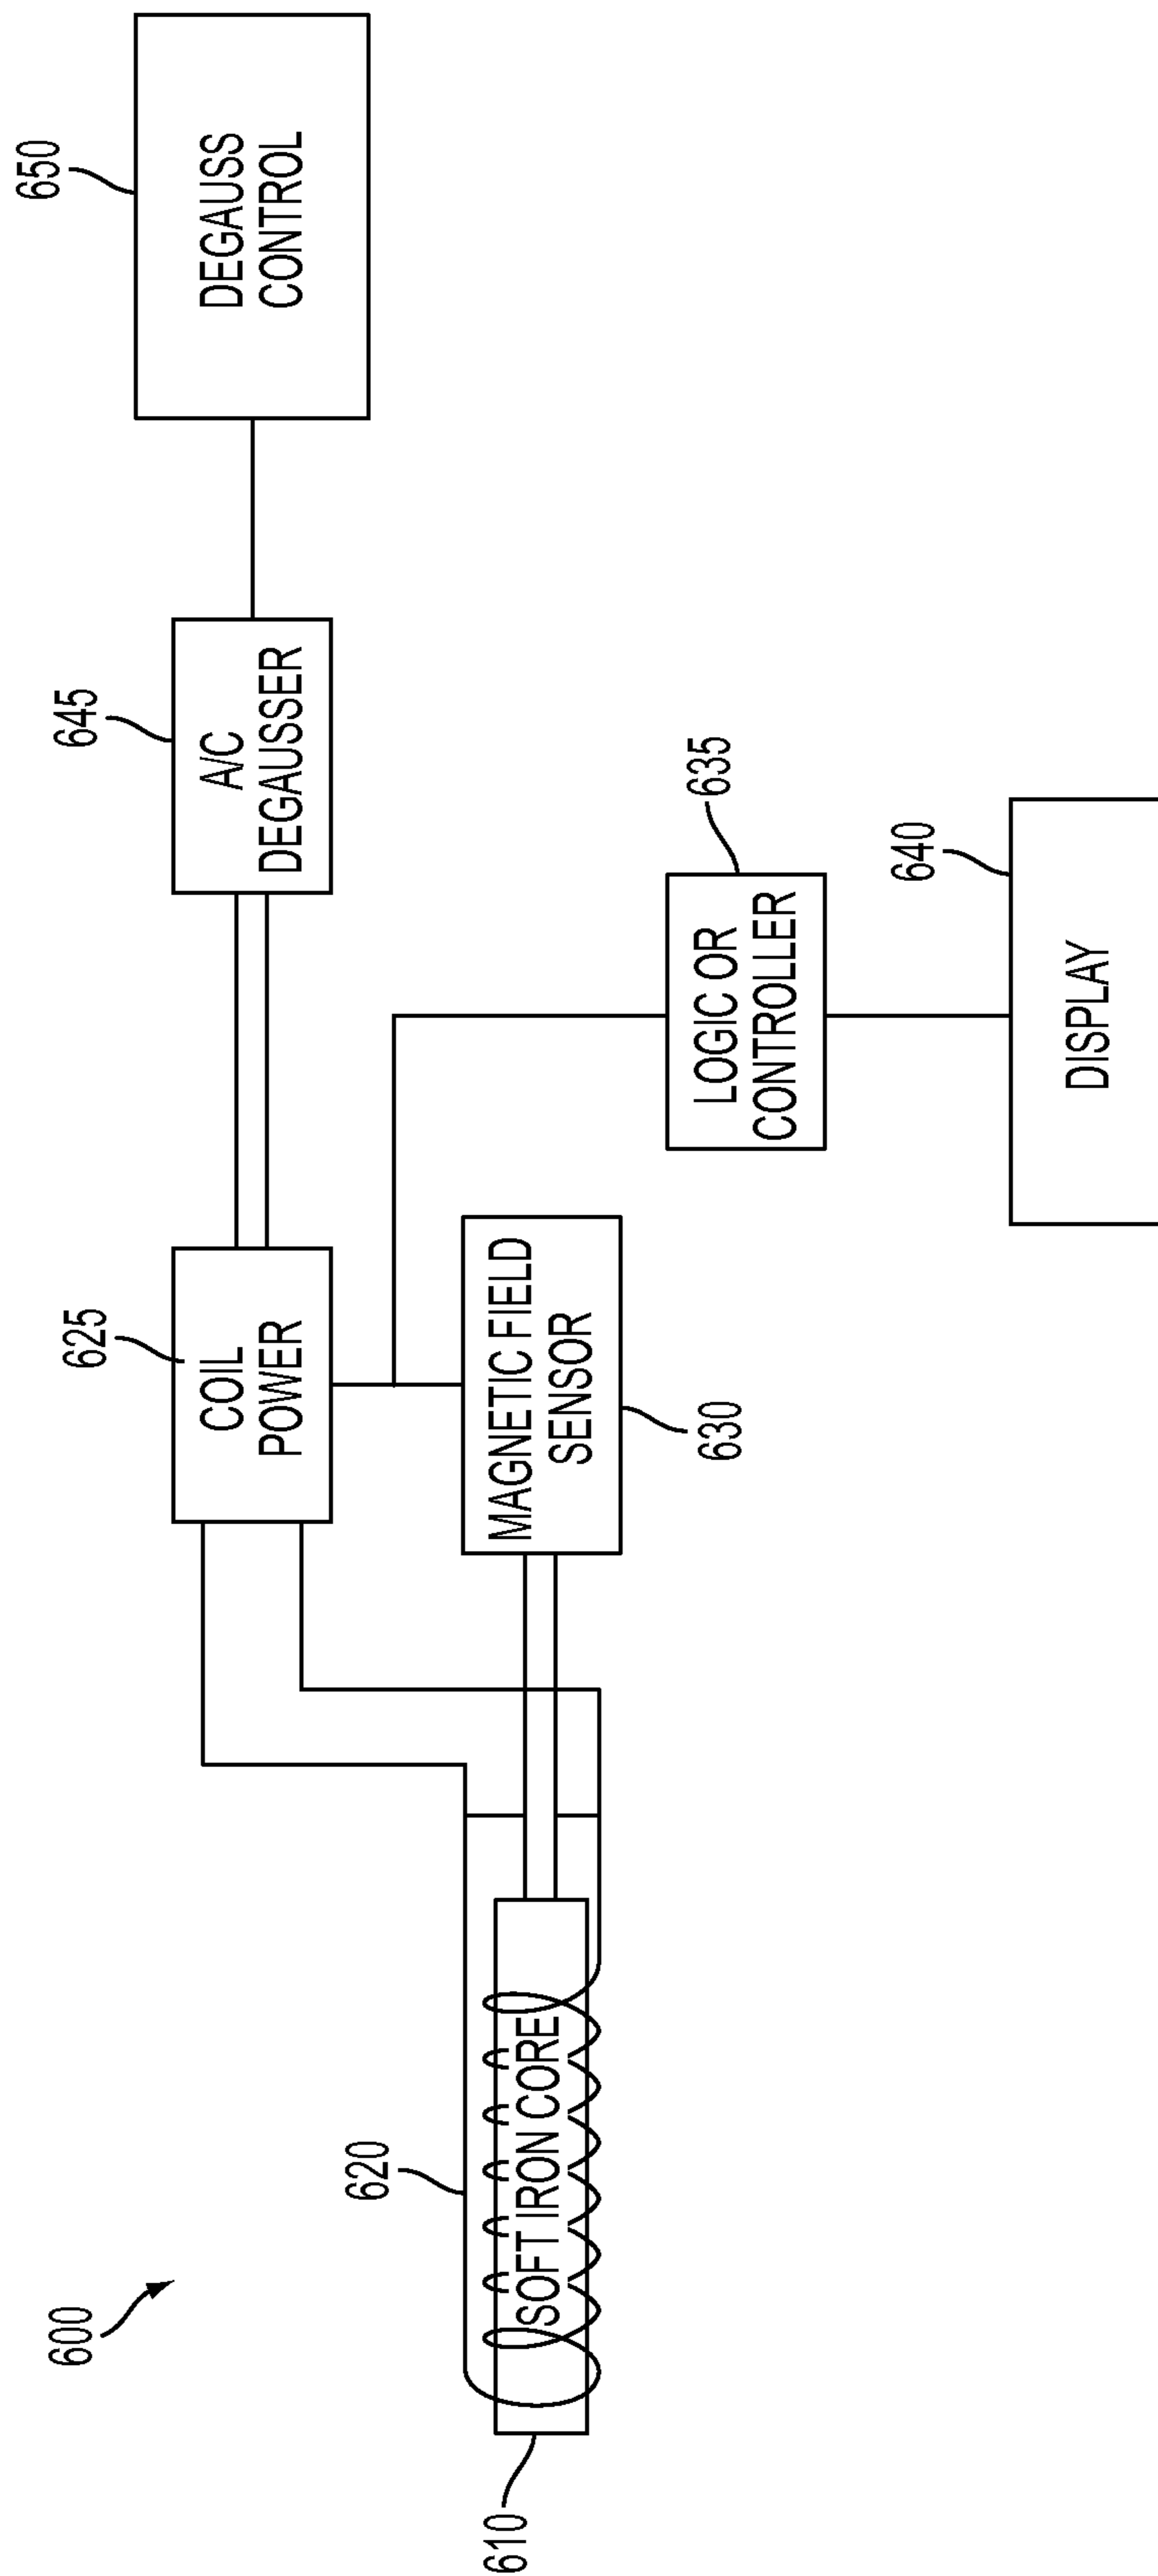 600
610
SOFT IRON CORE
620
625
COIL
POWER
MAGNETIC FIELD
SENSOR
630
645
A/C
DEGAUSSER
650
DEGAUSS
CONTROL
635
LOGIC OR
CONTROLLER
640
DISPLAY